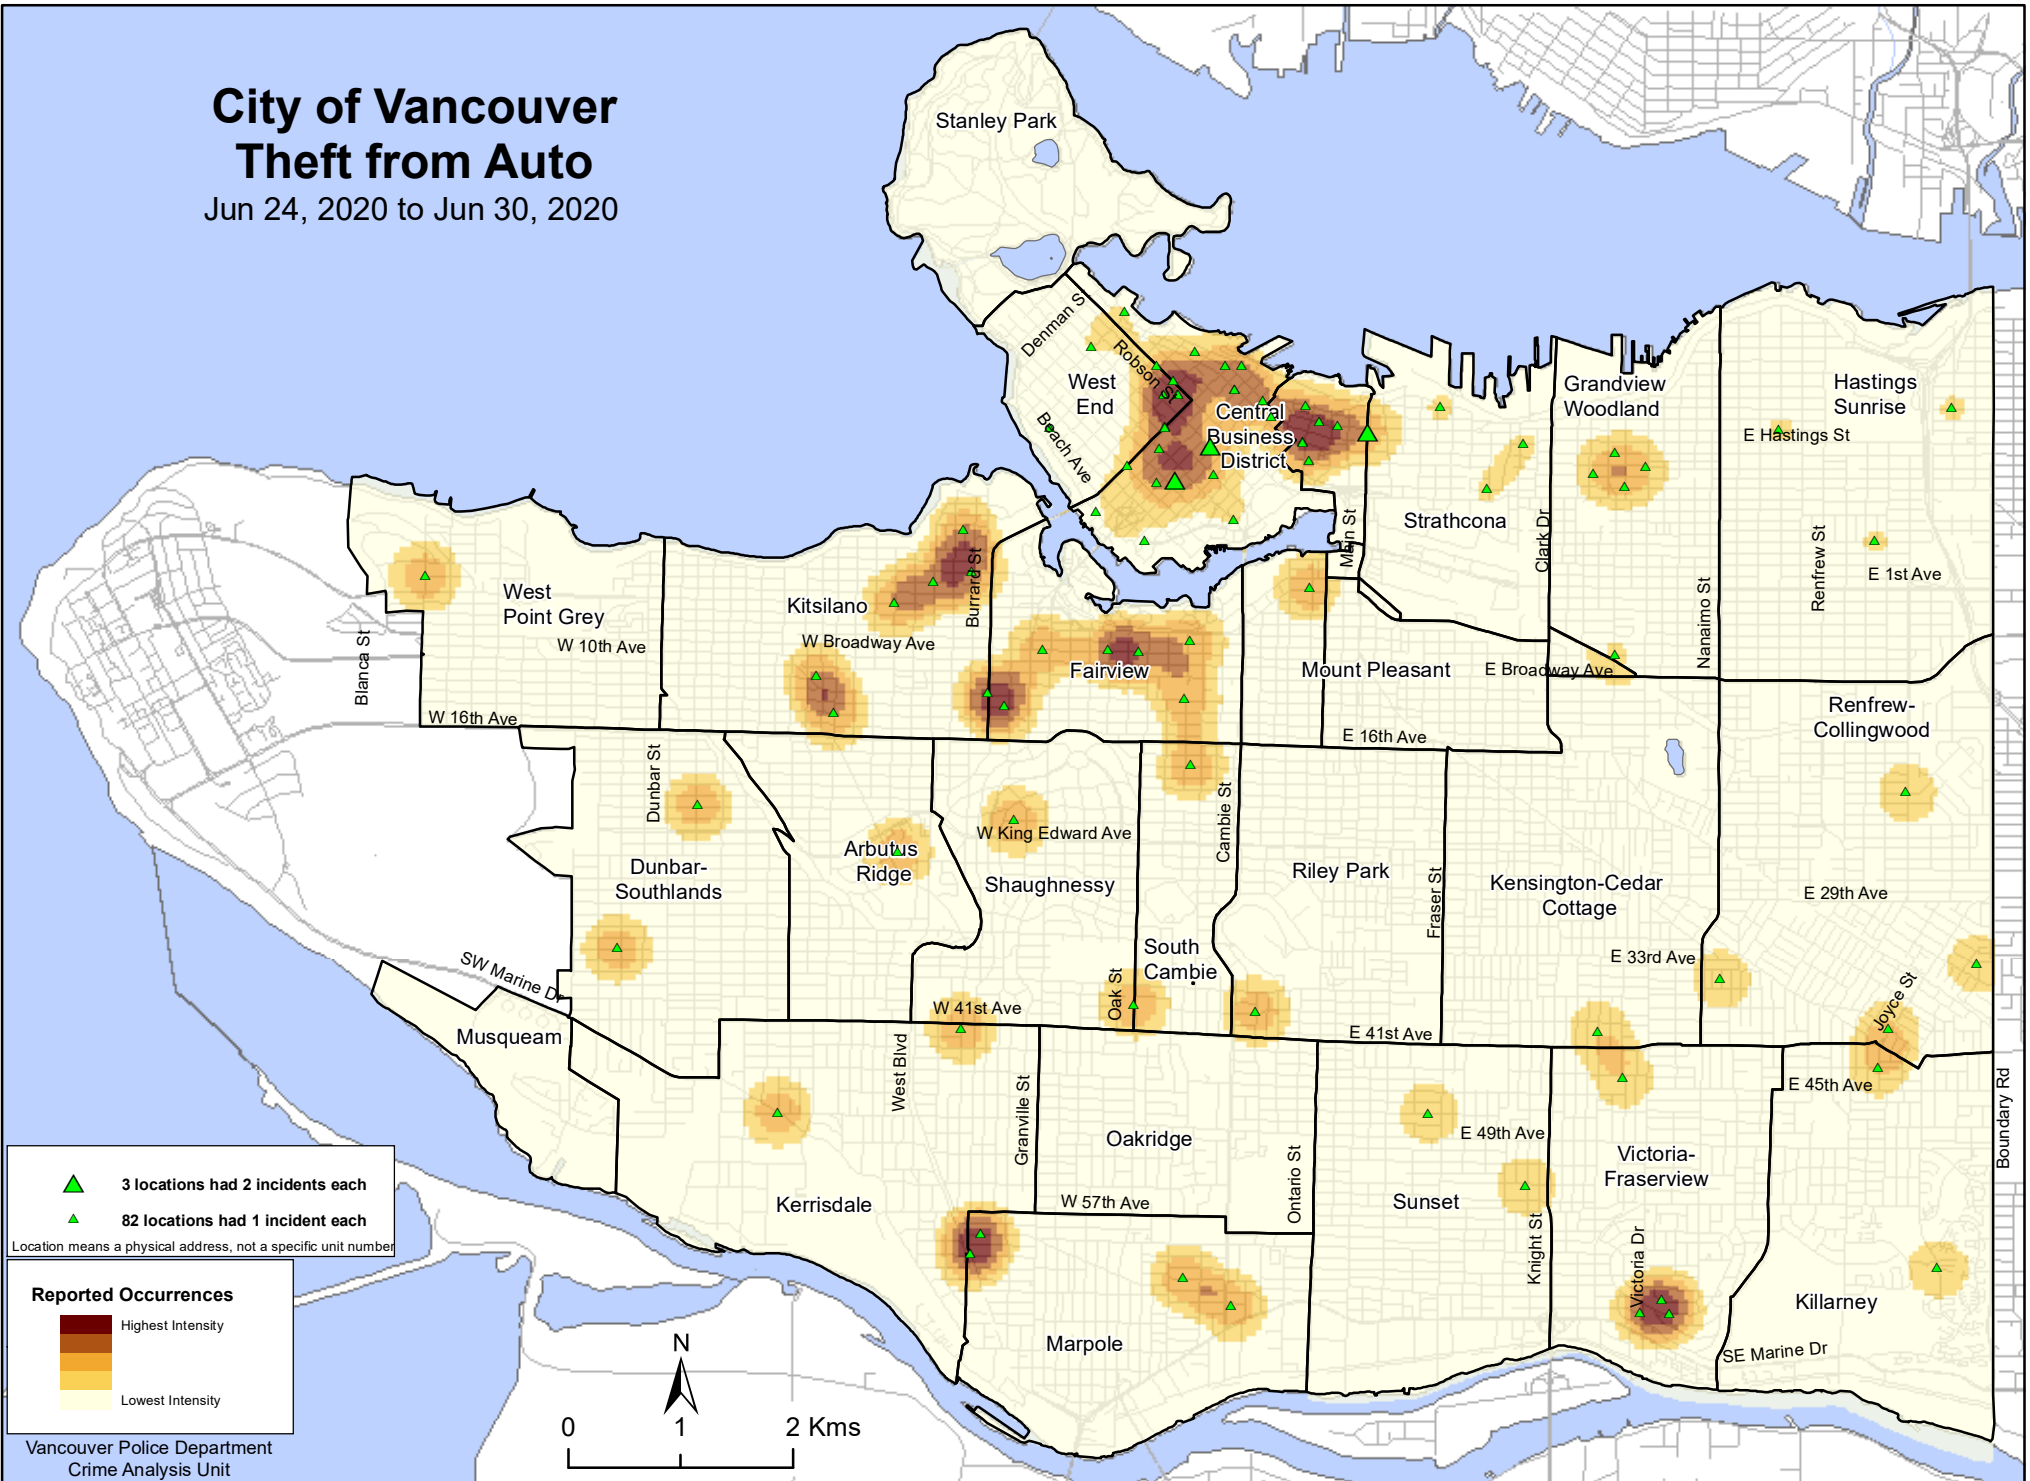 City of Vancouver
Theft from Auto
Jun 24, 2020 to Jun 30, 2020
Stanley Park
Denman S
Robson St
West
End
Beach Ave
Central
Business
District
Grandview
Woodland
Hastings
Sunrise
E Hastings St
Strathcona
Main St
Clark Dr
Nanaimo St
Renfrew St
E 1st Ave
West
Point Grey
Kitsilano
Burrard St
W Broadway Ave
W 10th Ave
Blanca St
W 16th Ave
Fairview
Mount Pleasant
E Broadway Ave
E 16th Ave
Renfrew-
Collingwood
Dunbar St
Dunbar-
Southlands
Arbutus
Ridge
W King Edward Ave
Shaughnessy
Cambie St
Riley Park
Fraser St
Kensington-Cedar
Cottage
E 29th Ave
South
Cambie
Oak St
E 33rd Ave
Joyce St
SW Marine Dr
Musqueam
W 41st Ave
E 41st Ave
West Blvd
Granville St
E 45th Ave
Boundary Rd
Oakridge
Ontario St
E 49th Ave
Victoria-
Fraserview
Kerrisdale
W 57th Ave
Sunset
Knight St
Victoria Dr
Killarney
Marpole
SE Marine Dr
3 locations had 2 incidents each
82 locations had 1 incident each
Location means a physical address, not a specific unit number
Reported Occurrences
Highest Intensity
Lowest Intensity
Vancouver Police Department
Crime Analysis Unit
N
0 1 2 Kms